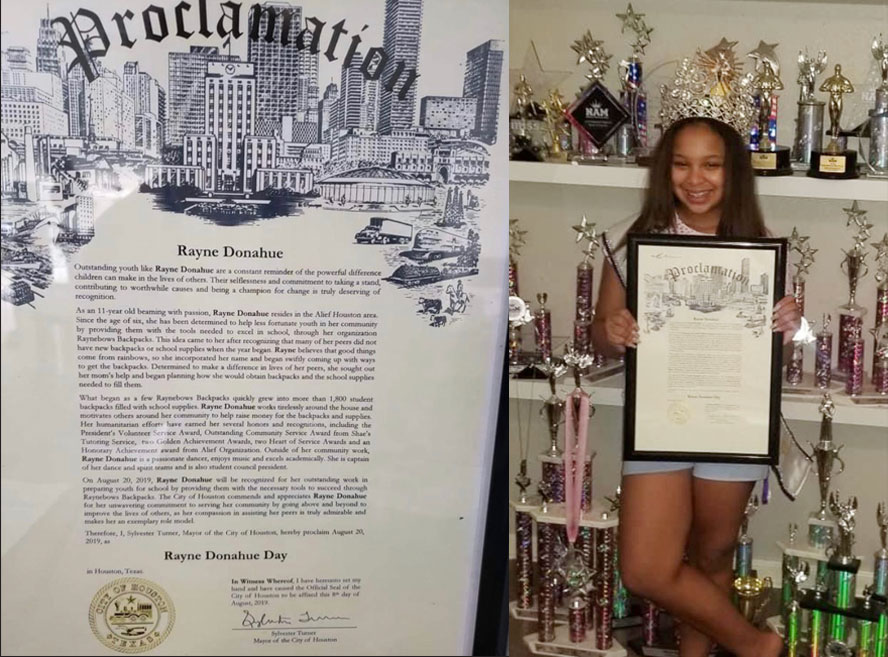 Proclamation
Rayne Donahue
Outstanding youth like Rayne Donahue are a constant reminder of the powerful difference
children can make in the lives of others. Their selflessness and commitment to taking a stand,
contributing to worthwhile causes and being a champion for change is truly deserving of
recognition.
As an 11-year old beaming with passion, Rayne Donahue resides in the Alief Houston area.
Since the age of six, she has been determined to help less fortunate youth in her community
by providing them with the tools needed to excel in school, through her organization
Raynebows Backpacks. This idea came to her after recognizing that many of her peers did not
have new backpacks or school supplies when the year began. Rayne believes that good things
come from rainbows, so she incorporated her name and began swiftly coming up with ways
to get the backpacks. Determined to make a difference in lives of her peers, she sought out
her mom's help and began planning how she would obtain backpacks and the school supplies
needed to fill them.
What began as a few Raynebows Backpacks quickly grew into more than 1,800 student
backpacks filled with school supplies. Rayne Donahue works tirelessly around the house and
motivates others around her community to help raise money for the backpacks and supplies.
Her humanitarian efforts have earned her several honors and recognitions, including the
President's Volunteer Service Award, Outstanding Community Service Award from Shae's
Tutoring Service, two Golden Achievement Awards, two Heart of Service Awards and an
Honorary Achievement award from Alief Organization. Outside of her community work,
Rayne Donahue is a passionate dancer, enjoys music and excels academically. She is captain
of her dance and spirit teams and is also student council president.
On August 20, 2019, Rayne Donahue will be recognized for her outstanding work in
preparing youth for school by providing them with the necessary tools to succeed through
Raynebows Backpacks. The City of Houston commends and appreciates Rayne Donahue
for her unwavering commitment to serving her community by going above and beyond to
improve the lives of others, as her compassion in assisting her peers is truly admirable and
makes her an exemplary role model.
Therefore, I, Sylvester Turner, Mayor of the City of Houston, hereby proclaim August 20,
2019, as
Rayne Donahue Day
in Houston, Texas.
In Witness Whereof, I have hereunto set my
hand and have caused the Official Seal of the
City of Houston to be affixed this 8th day of
August, 2019.
Sylvester Turner
Mayor of the City of Houston
CITY OF HOUSTON
TEXAS
NAM
Proclamation